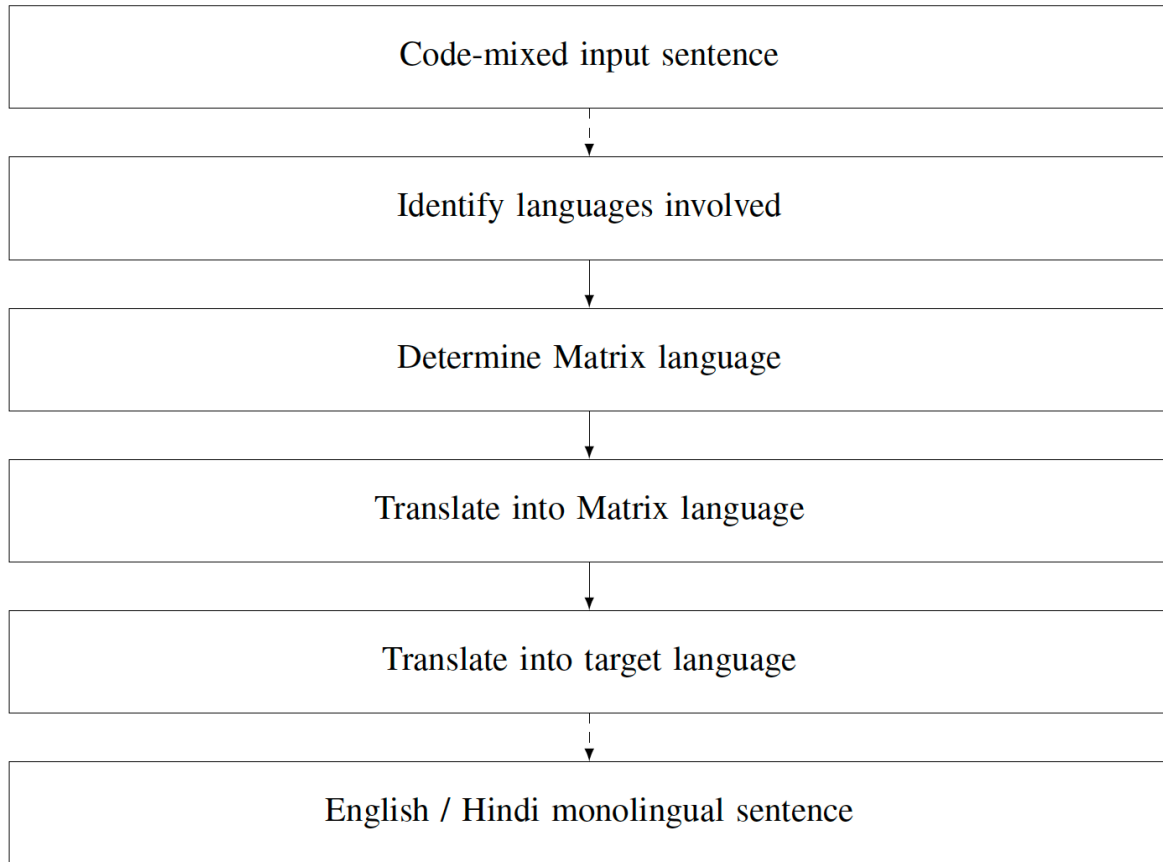 Code-mixed input sentence
Identify languages involved
Determine Matrix language
Translate into Matrix language
Translate into target language
English / Hindi monolingual sentence